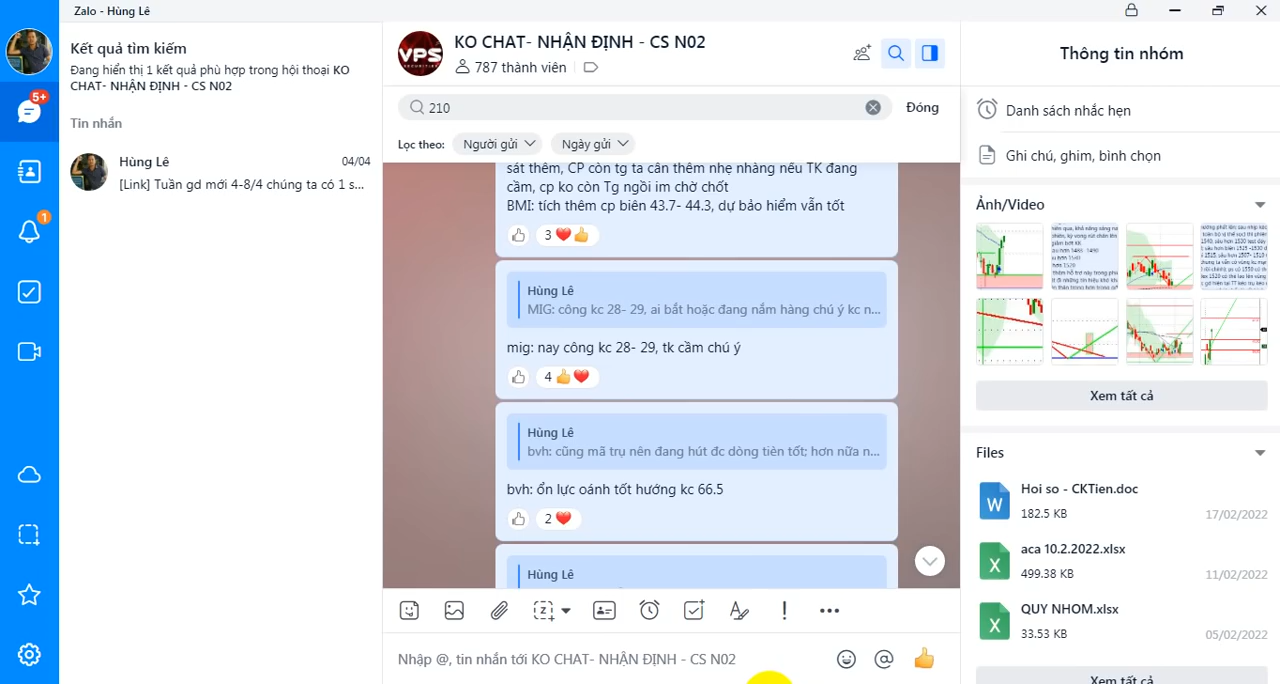 Zalo - Hùng Lê
5+
1
Kết quả tìm kiếm
Đang hiển thị 1 kết quả phù hợp trong hội thoại KO
CHAT- NHẬN ĐỊNH - CS N02
Tin nhắn
Hùng Lê 04/04
[Link] Tuần gd mới 4-8/4 chúng ta có 1 s...
VPS
SECURITIES
KO CHAT- NHẬN ĐỊNH - CS N02
787 thành viên
210
Đóng
Lọc theo: Người gửi Ngày gửi
sát thêm, CP còn tg ta cân thêm nhẹ nhàng nếu TK đang
cầm, cp ko còn Tg ngồi im chờ chốt
BMI: tích thêm cp biên 43.7- 44.3, dự bảo hiểm vẫn tốt
3
Hùng Lê
MIG: công kc 28- 29, ai bắt hoặc đang nắm hàng chú ý kc n...
mig: nay công kc 28- 29, tk cầm chú ý
4
Hùng Lê
bvh: cũng mã trụ nên đang hút đc dòng tiền tốt; hơn nữa n...
bvh: ổn lực oánh tốt hướng kc 66.5
2
Hùng Lê
Nhập @, tin nhắn tới KO CHAT- NHẬN ĐỊNH - CS N02
Thông tin nhóm
Danh sách nhắc hẹn
Ghi chú, ghim, bình chọn
Ảnh/Video
Xem tất cả
Files
Hoi so - CKTien.doc
182.5 KB 17/02/2022
aca 10.2.2022.xlsx
499.38 KB 11/02/2022
QUY NHOM.xlsx
33.53 KB 05/02/2022
Xem tất cả